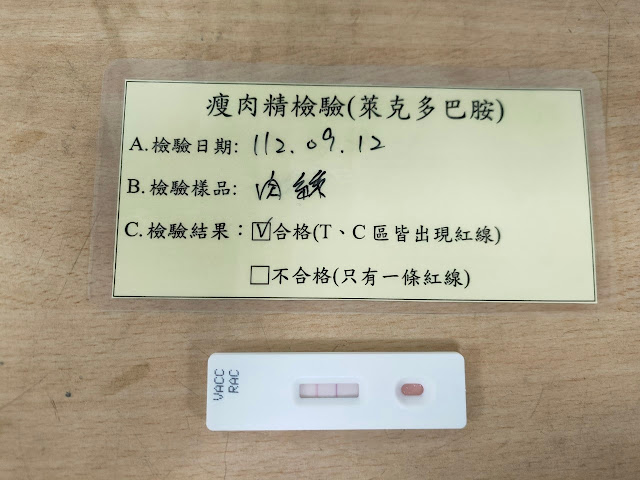 瘦肉精檢驗(萊克多巴胺)
A.檢驗日期: 112.09.12
B.檢驗樣品: 肉絲
C.檢驗結果：☑合格(T、C區皆出現紅線)
☐不合格(只有一條紅線)
VACC
RAC